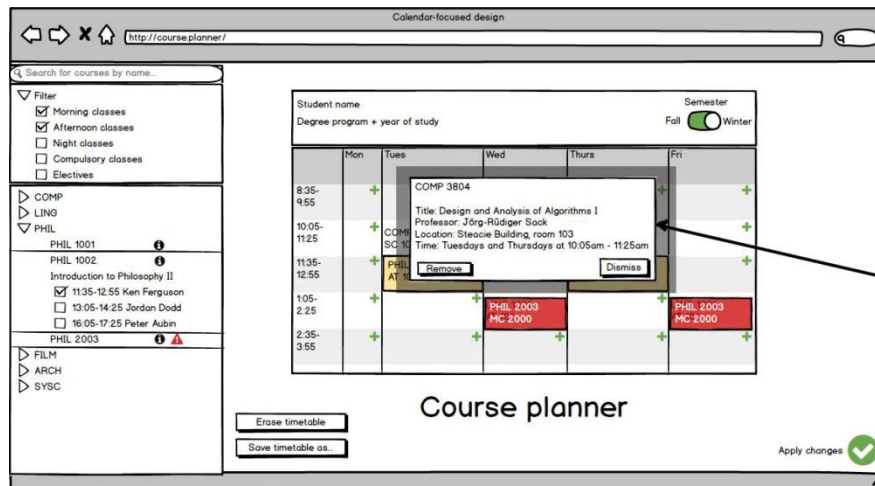 Calendar-focused design
http://course.planner/
Search for courses by name...
Filter
Morning classes
Afternoon classes
Night classes
Compulsory classes
Electives
COMP
LING
PHIL
PHIL 1001
PHIL 1002
Introduction to Philosophy II
11:35-12:55 Ken Ferguson
13:05-14:25 Jordan Dodd
16:05-17:25 Peter Aubin
PHIL 2003
FILM
ARCH
SYSC
Student name
Degree program + year of study
Semester
Fall Winter
Mon Tues Wed Thurs Fri
8:35-
9:55
10:05-
11:25
11:35-
12:55
1:05-
2:25
2:35-
3:55
COMP
SC 10
PHIL
AT 10
COMP 3804
Title: Design and Analysis of Algorithms I
Professor: Jörg-Rüdiger Sack
Location: Steacie Building, room 103
Time: Tuesdays and Thursdays at 10:05am - 11:25am
Remove Dismiss
PHIL 2003
MC 2000
PHIL 2003
MC 2000
Course planner
Erase timetable
Save timetable as...
Apply changes